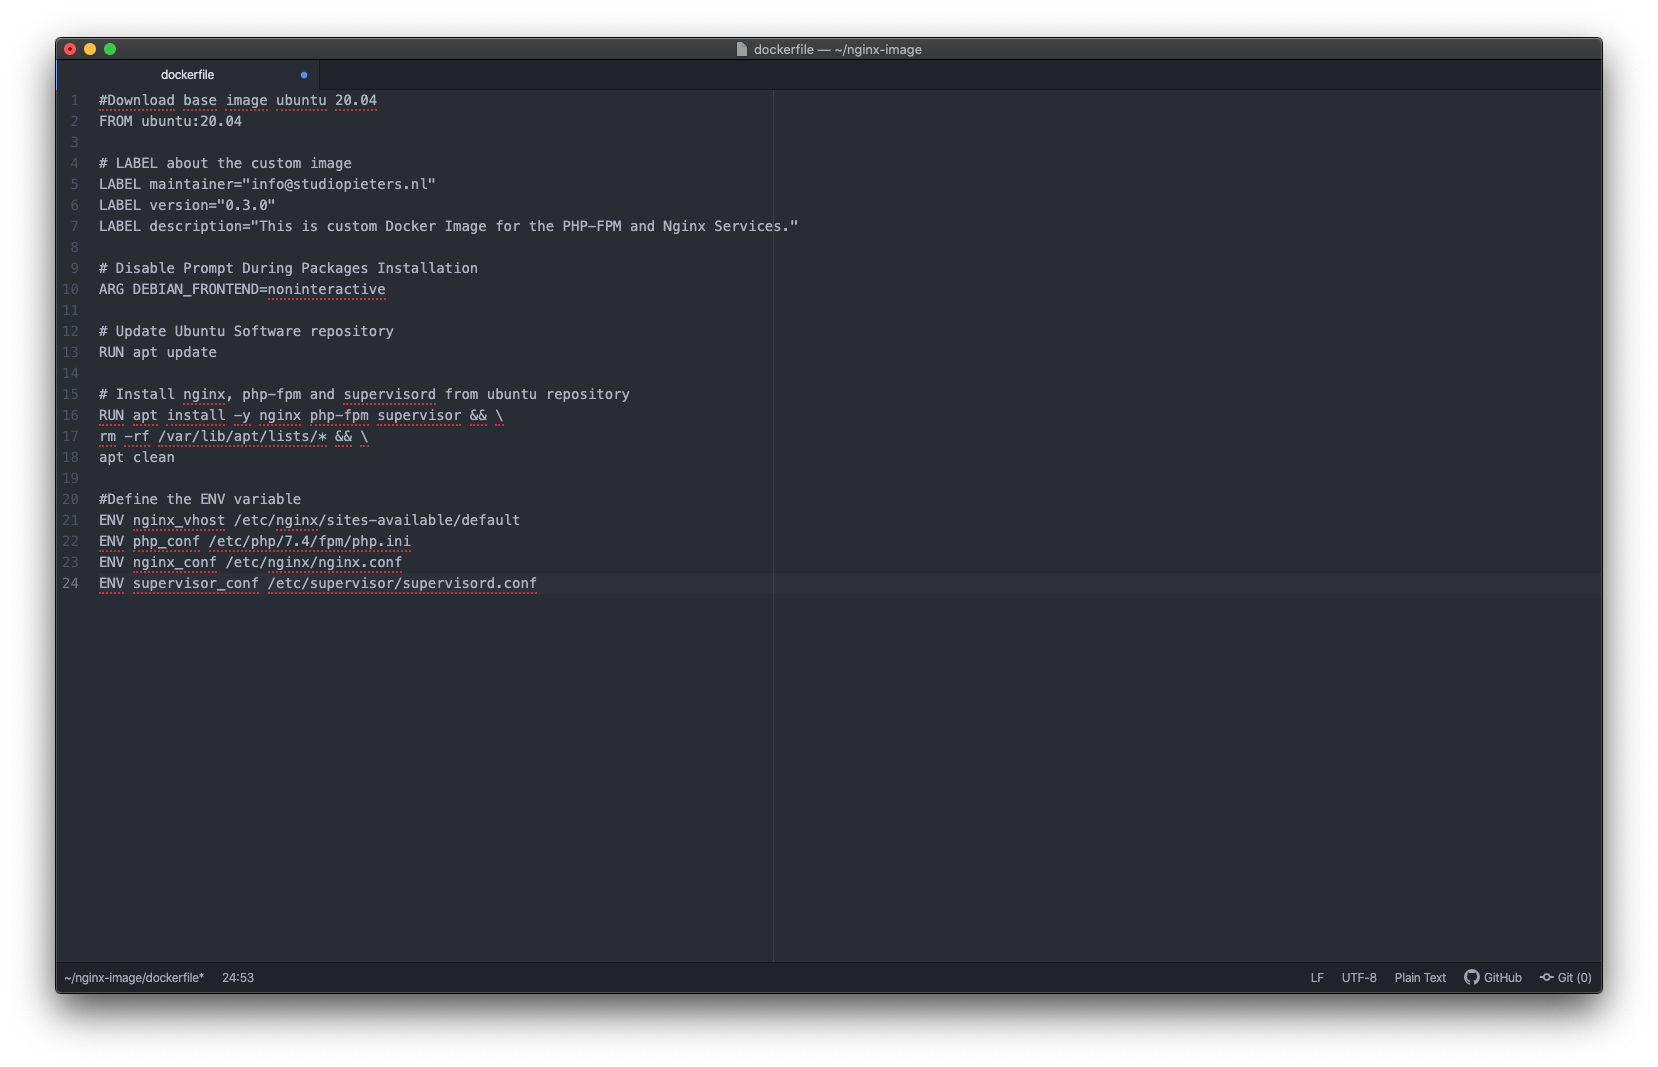 dockerfile — ~/nginx-image
dockerfile
1 #Download base image ubuntu 20.04
2 FROM ubuntu:20.04
3
4 # LABEL about the custom image
5 LABEL maintainer="info@studiopieters.nl"
6 LABEL version="0.3.0"
7 LABEL description="This is custom Docker Image for the PHP-FPM and Nginx Services."
8
9 # Disable Prompt During Packages Installation
10 ARG DEBIAN_FRONTEND=noninteractive
11
12 # Update Ubuntu Software repository
13 RUN apt update
14
15 # Install nginx, php-fpm and supervisord from ubuntu repository
16 RUN apt install -y nginx php-fpm supervisor && \
17 rm -rf /var/lib/apt/lists/* && \
18 apt clean
19
20 #Define the ENV variable
21 ENV nginx_vhost /etc/nginx/sites-available/default
22 ENV php_conf /etc/php/7.4/fpm/php.ini
23 ENV nginx_conf /etc/nginx/nginx.conf
24 ENV supervisor_conf /etc/supervisor/supervisord.conf
~/nginx-image/dockerfile* 24:53 LF UTF-8 Plain Text GitHub Git (0)